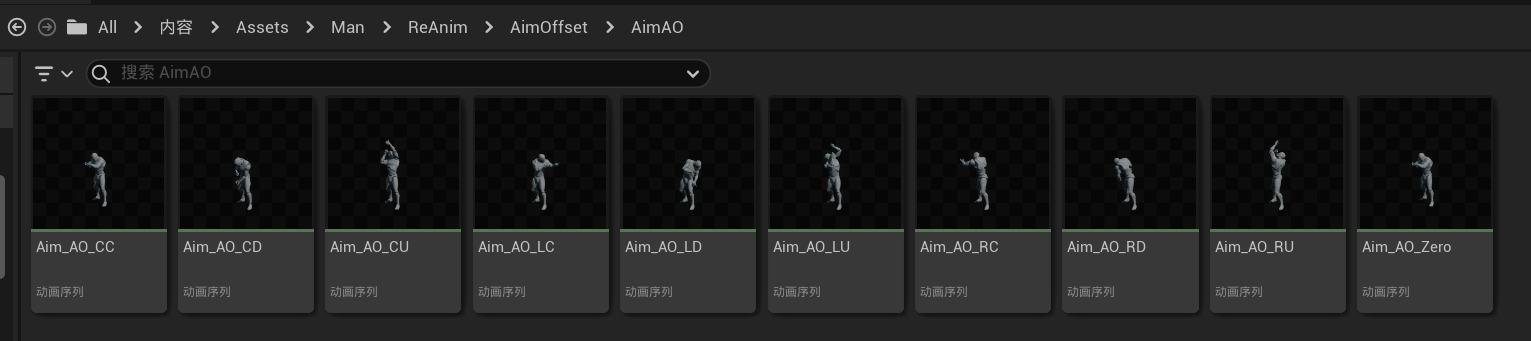 All > 内容 > Assets > Man > ReAnim > AimOffset > AimAO
搜索 AimAO
Aim_AO_CC Aim_AO_CD Aim_AO_CU Aim_AO_LC Aim_AO_LD Aim_AO_LU Aim_AO_RC Aim_AO_RD Aim_AO_RU Aim_AO_Zero
动画序列 动画序列 动画序列 动画序列 动画序列 动画序列 动画序列 动画序列 动画序列 动画序列